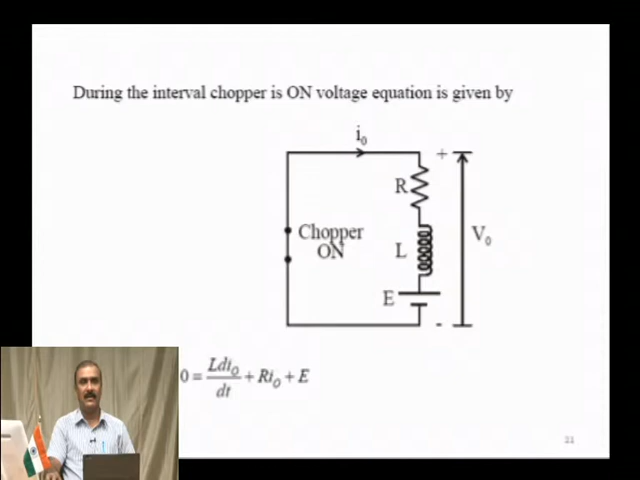 During the interval chopper is ON voltage equation is given by
i₀
+
R
Chopper
ON
L
V₀
E
-
0 = Ldi₀/dt + Ri₀ + E
21